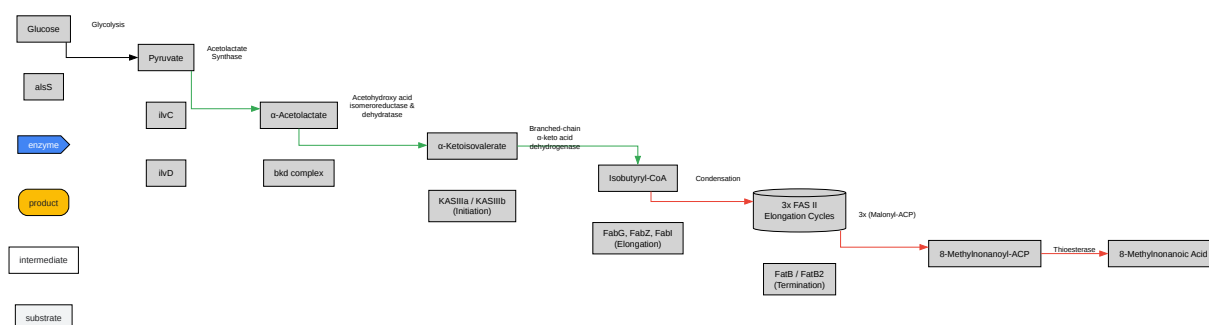 Glucose
Glycolysis
Pyruvate
Acetolactate
Synthase
alsS
ilvC
α-Acetolactate
Acetohydroxy acid
isomeroreductase &
dehydratase
enzyme
ilvD
bkd complex
α-Ketoisovalerate
Branched-chain
α-keto acid
dehydrogenase
product
KASIIIa / KASIIIb
(Initiation)
Isobutyryl-CoA
Condensation
3x FAS II
Elongation Cycles
3x (Malonyl-ACP)
intermediate
FabG, FabZ, FabI
(Elongation)
8-Methylnonanoyl-ACP
Thioesterase
8-Methylnonanoic Acid
FatB / FatB2
(Termination)
substrate